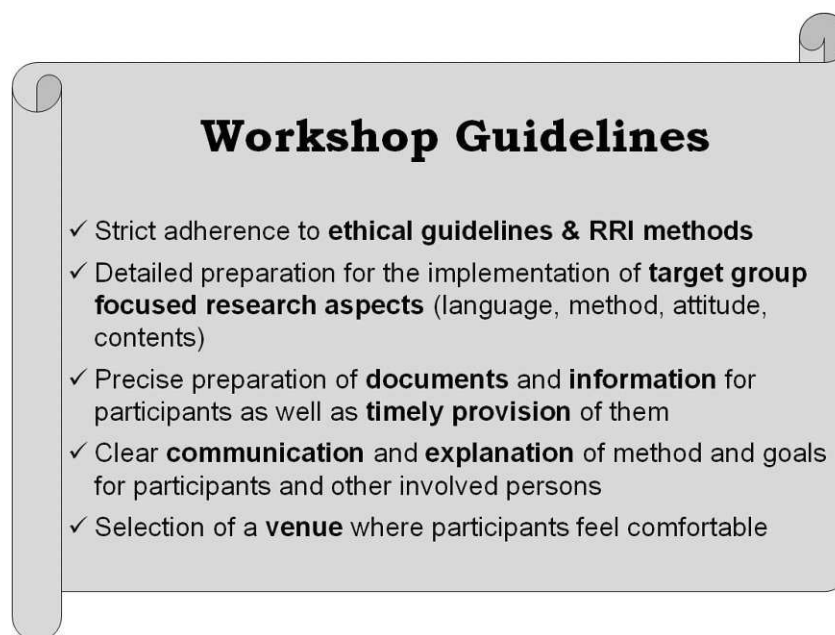 Workshop Guidelines
✓ Strict adherence to ethical guidelines & RRI methods
✓ Detailed preparation for the implementation of target group
focused research aspects (language, method, attitude,
contents)
✓ Precise preparation of documents and information for
participants as well as timely provision of them
✓ Clear communication and explanation of method and goals
for participants and other involved persons
✓ Selection of a venue where participants feel comfortable